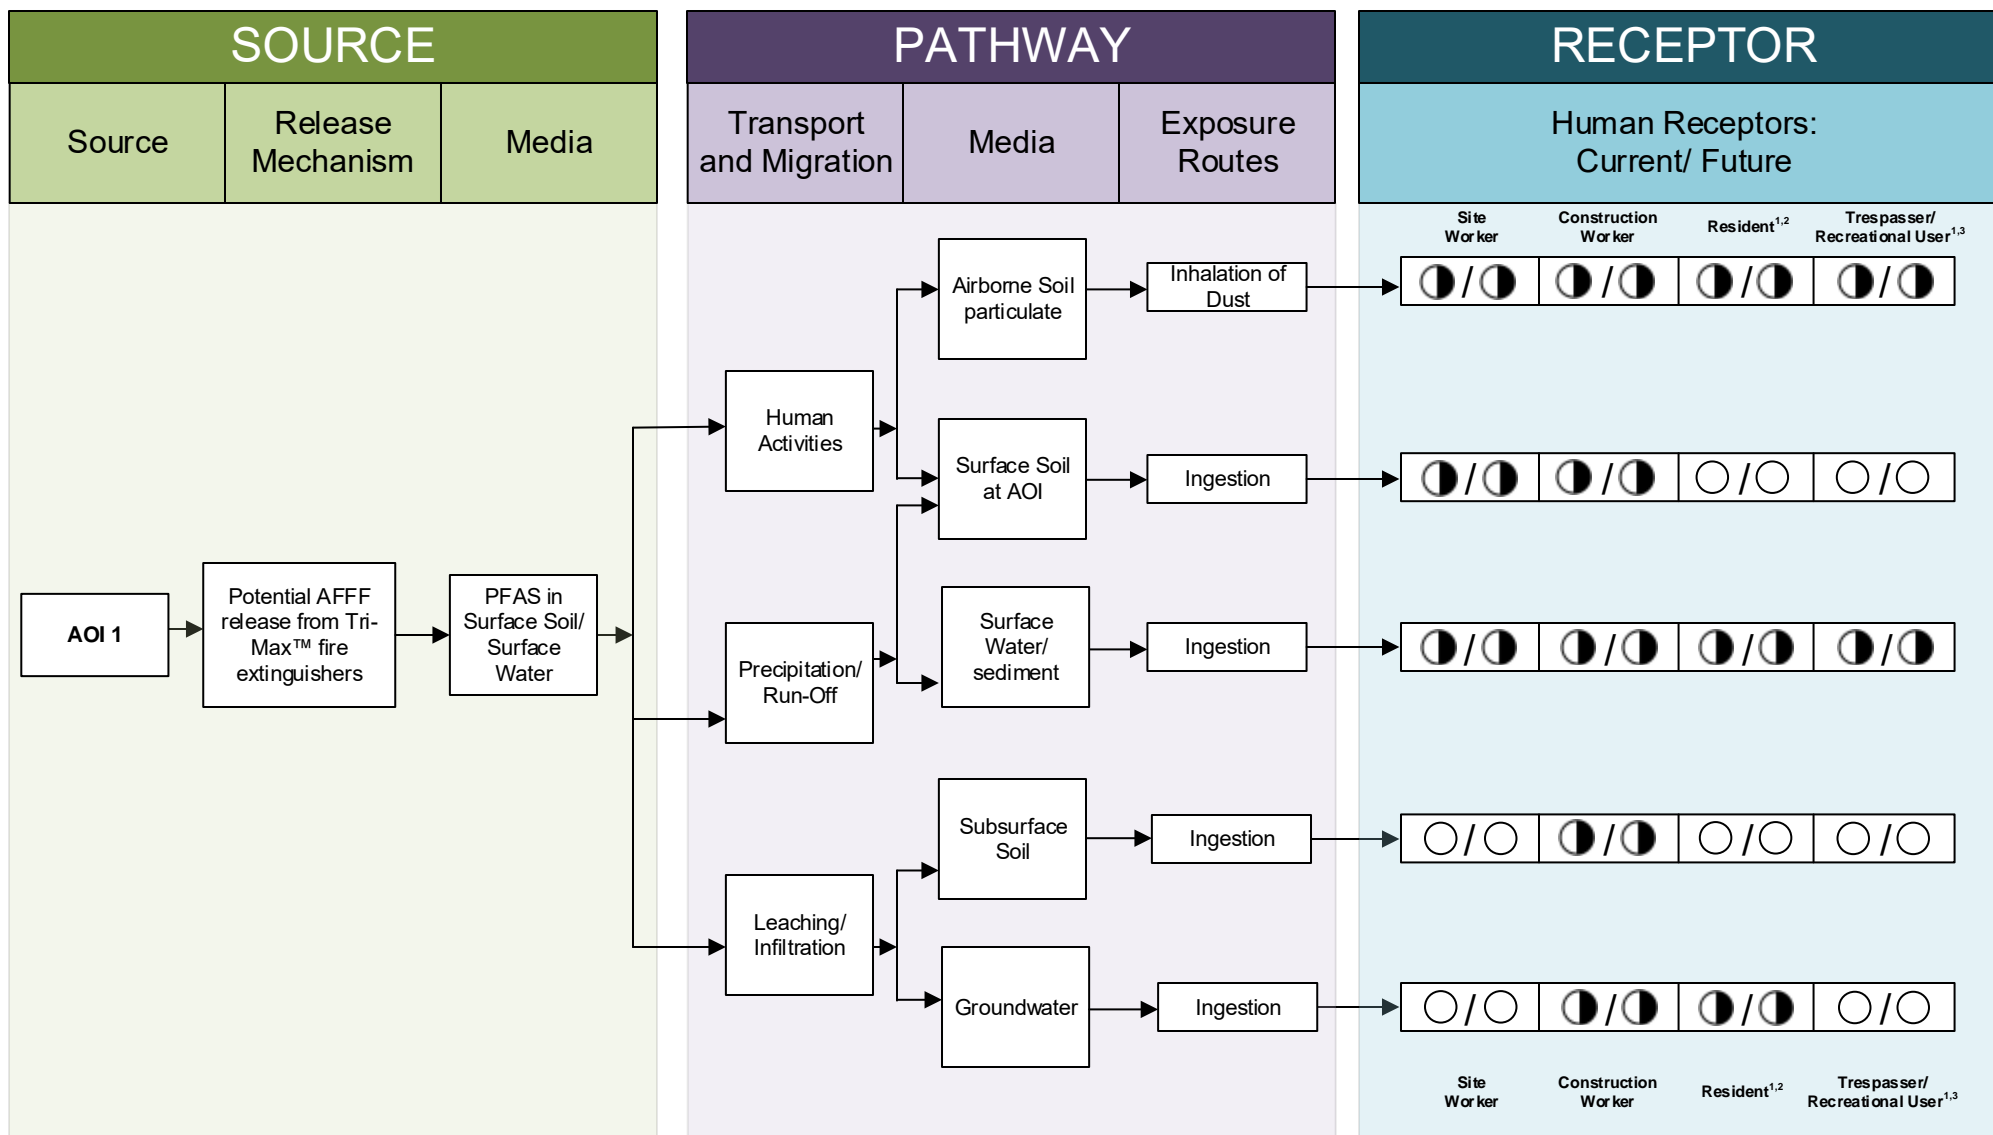 SOURCE
PATHWAY
RECEPTOR
Source
Release
Mechanism
Media
Transport
and Migration
Media
Exposure
Routes
Human Receptors:
Current/ Future
Site
Worker
Construction
Worker
Resident1,2
Trespasser/
Recreational User1,3
AOI 1
Potential AFFF
release from Tri-
Max™ fire
extinguishers
PFAS in
Surface Soil/
Surface
Water
Human
Activities
Precipitation/
Run-Off
Leaching/
Infiltration
Airborne Soil
particulate
Inhalation of
Dust
/ / / /
Surface Soil
at AOI
Ingestion
/ / / /
Surface
Water/
sediment
Ingestion
/ / / /
Subsurface
Soil
Ingestion
/ / / /
Groundwater
Ingestion
/ / / /
Site
Worker
Construction
Worker
Resident1,2
Trespasser/
Recreational User1,3